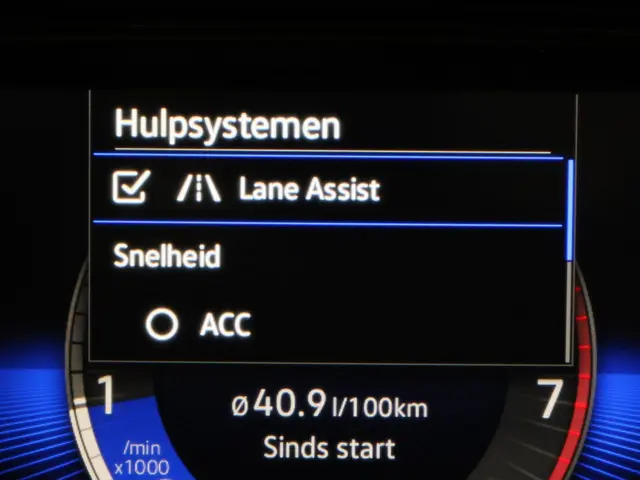 Hulpsystemen
Lane Assist
Snelheid
ACC
1
ø40.9 l/100km
7
/min
x1000
Sinds start